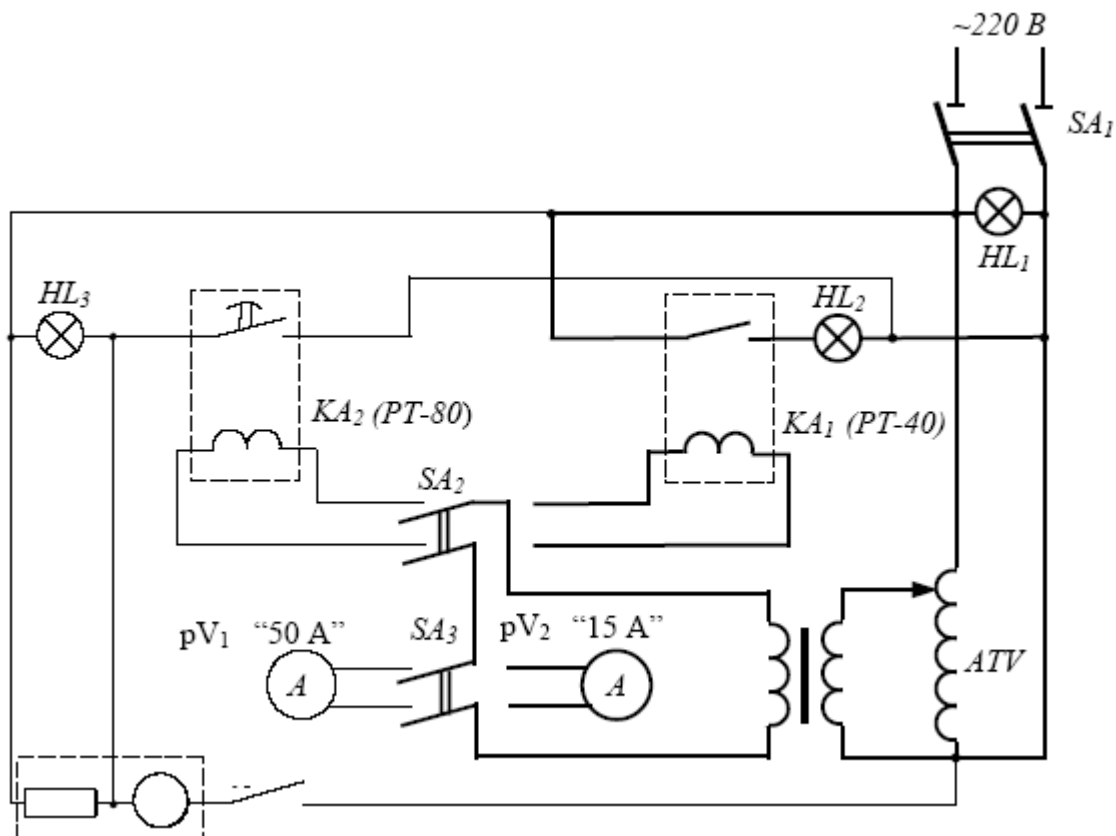 ~220 В
SA1
HL1
HL3
HL2
KA2 (PT-80)
KA1 (PT-40)
SA2
pV1 “50 A”
SA3
pV2 “15 A”
A
A
ATV